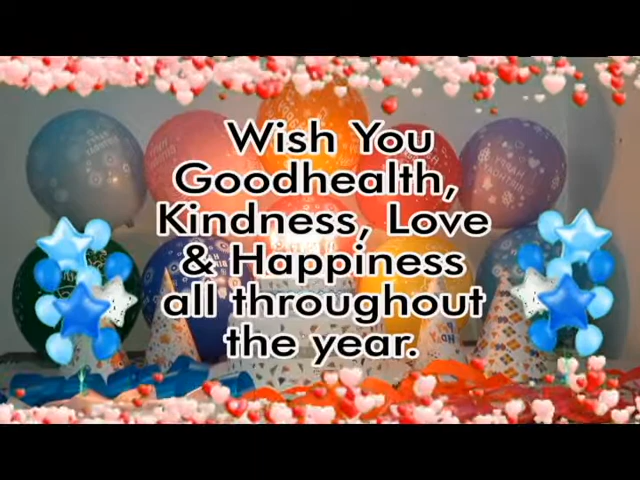 Wish You
Goodhealth,
Kindness, Love
& Happiness
all throughout
the year.